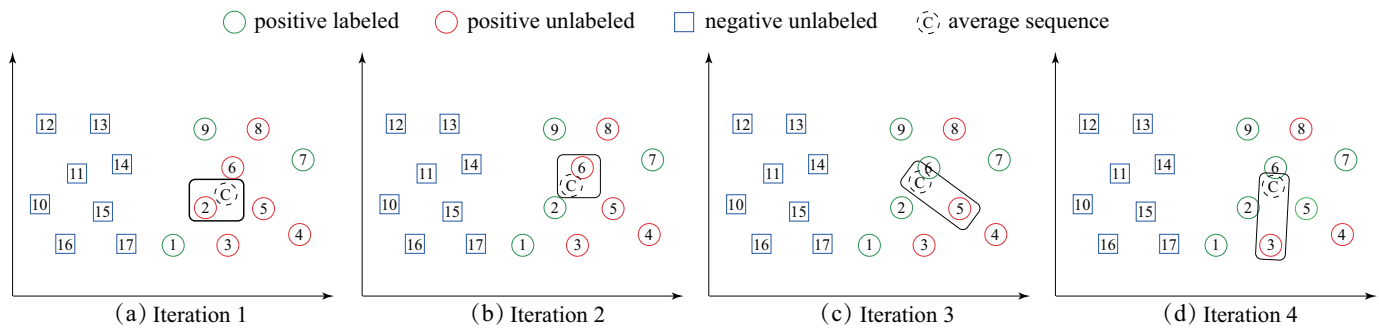 C
positive labeled positive unlabeled negative unlabeled average sequence
12 13 9 8
14 6 7
11
C
10 15 2 5
4
16 17 1 3
(a) Iteration 1
12 13 9 8
14 6 7
11
C
10 15 2 5
4
16 17 1 3
(b) Iteration 2
12 13 9 8
14 6 7
11
C
10 15 2 5
4
16 17 1 3
(c) Iteration 3
12 13 9 8
14 6 7
11
C
10 15 2 5
4
16 17 1 3
(d) Iteration 4